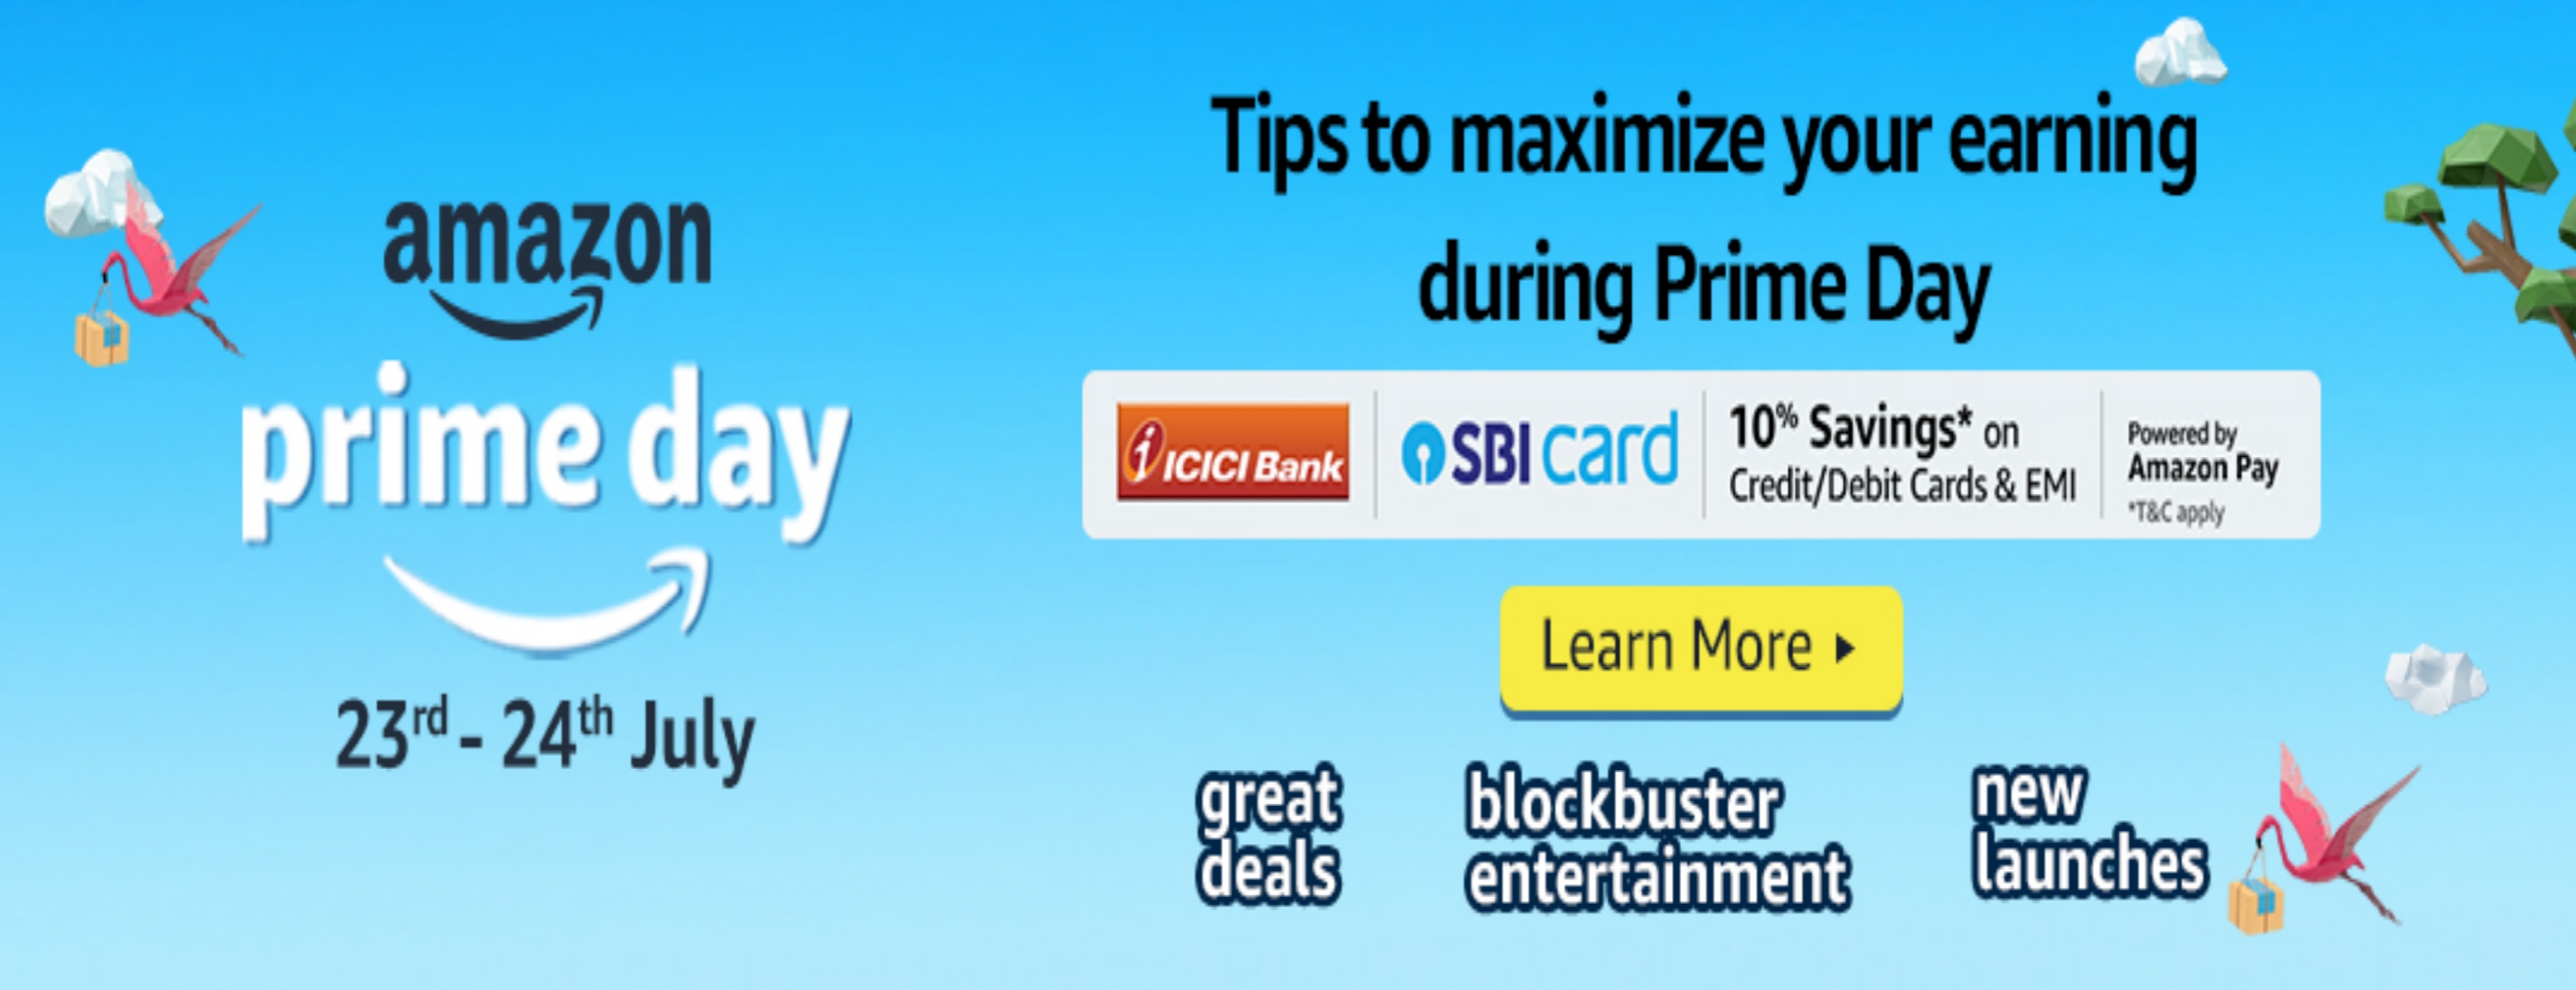 amazon
prime day
23rd - 24th July
Tips to maximize your earning
during Prime Day
i ICICI Bank
SBI card
10% Savings* on
Credit/Debit Cards & EMI
Powered by
Amazon Pay
*T&C apply
Learn More
great
deals
blockbuster
entertainment
new
launches